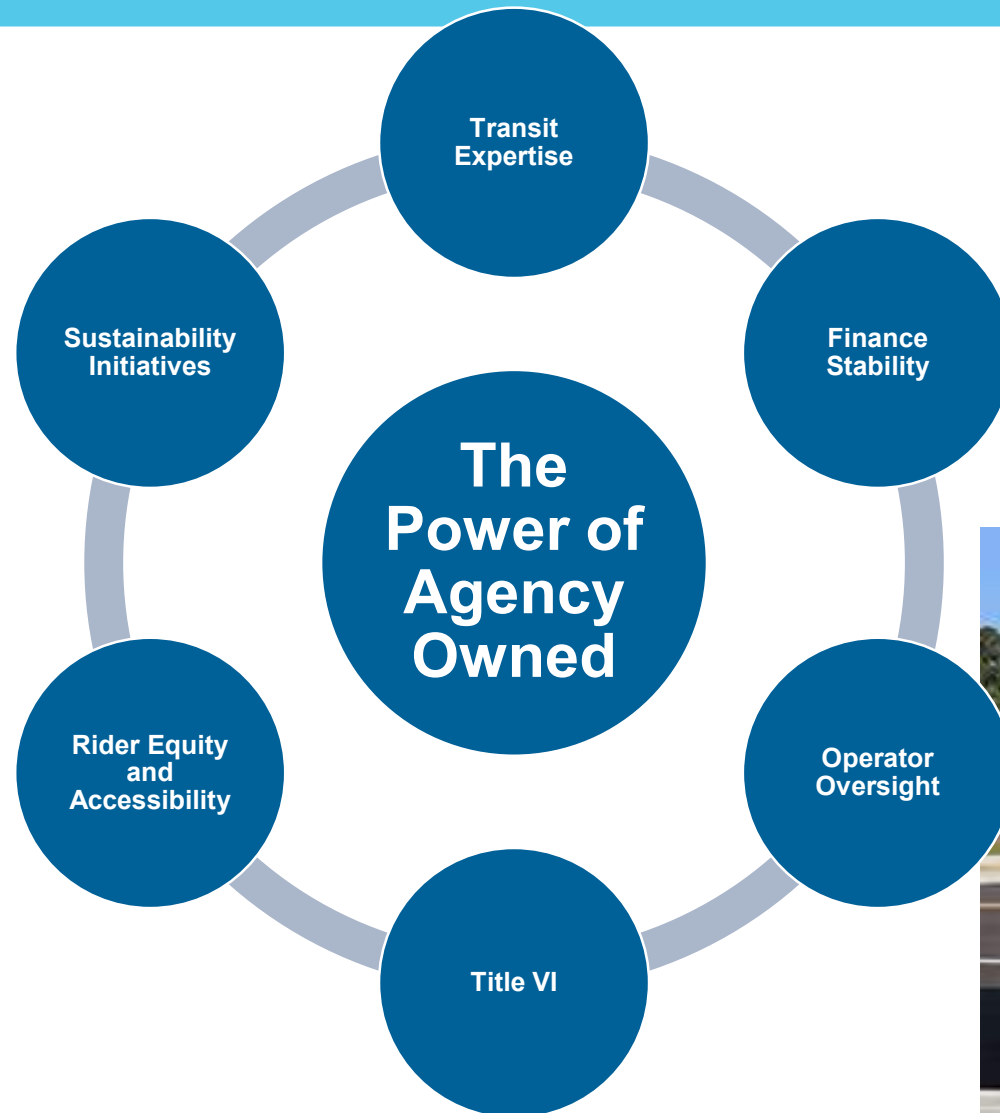 Transit
Expertise
Sustainability
Initiatives
Finance
Stability
The
Power of
Agency
Owned
Rider Equity
and
Accessibility
Operator
Oversight
Title VI